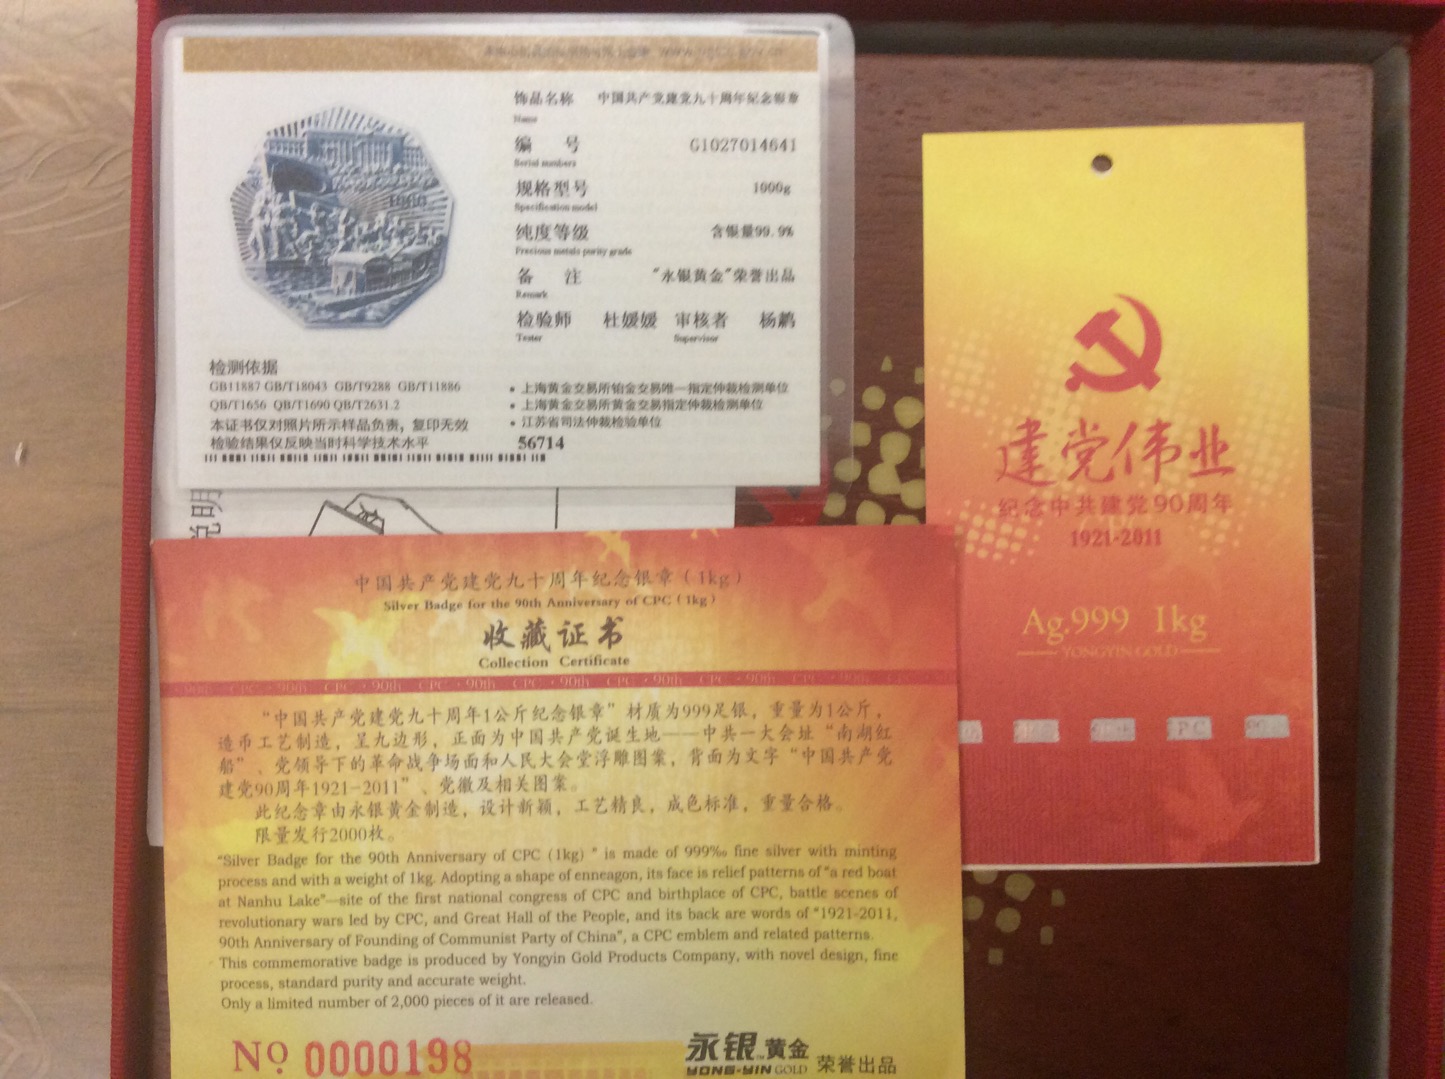 饰品名称 中国共产党建党九十周年纪念银章
Name
编 号 G1027014641
Serial numbers
规格型号 1000g
Specification model
纯度等级 含银量99.9%
Precious metals purity grade
备 注 "永银黄金"荣誉出品
Remark
检验师 杜媛媛 审核者 杨鹏
Tester Supervisor
检测依据
GB11887 GB/T18043 GB/T9288 GB/T11886
QB/T1656 QB/T1690 QB/T2631.2
本证书仅对照片所示样品负责，复印无效
检验结果仅反映当时科学技术水平
• 上海黄金交易所铂金交易唯一指定仲裁检测单位
• 上海黄金交易所黄金交易指定仲裁检测单位
• 江苏省司法仲裁检验单位
56714
说明
建党伟业
纪念中共建党90周年
1921-2011
Ag.999 1kg
YONGYIN GOLD
中国共产党建党九十周年纪念银章（1kg）
Silver Badge for the 90th Anniversary of CPC（1kg）
收藏证书
Collection Certificate
90th · CPC · 90th · CPC · 90th · CPC · 90th · CPC · 90th · CPC · 90th · CPC · 90th · CPC
“中国共产党建党九十周年1公斤纪念银章”材质为999足银，重量为1公斤，
造币工艺制造，呈九边形，正面为中国共产党诞生地——中共一大会址“南湖红
船”、党领导下的革命战争场面和人民大会堂浮雕图案，背面为文字“中国共产党
建党90周年1921-2011”、党徽及相关图案。
此纪念章由永银黄金制造，设计新颖，工艺精良，成色标准，重量合格。
限量发行2000枚。
“Silver Badge for the 90th Anniversary of CPC (1kg) ” is made of 999‰ fine silver with minting
process and with a weight of 1kg. Adopting a shape of enneagon, its face is relief patterns of “a red boat
at Nanhu Lake”—site of the first national congress of CPC and birthplace of CPC, battle scenes of
revolutionary wars led by CPC, and Great Hall of the People, and its back are words of “1921-2011,
90th Anniversary of Founding of Communist Party of China”, a CPC emblem and related patterns.
This commemorative badge is produced by Yongyin Gold Products Company, with novel design, fine
process, standard purity and accurate weight.
Only a limited number of 2,000 pieces of it are released.
No 0000198
永银™黄金 荣誉出品
YONG-YIN GOLD